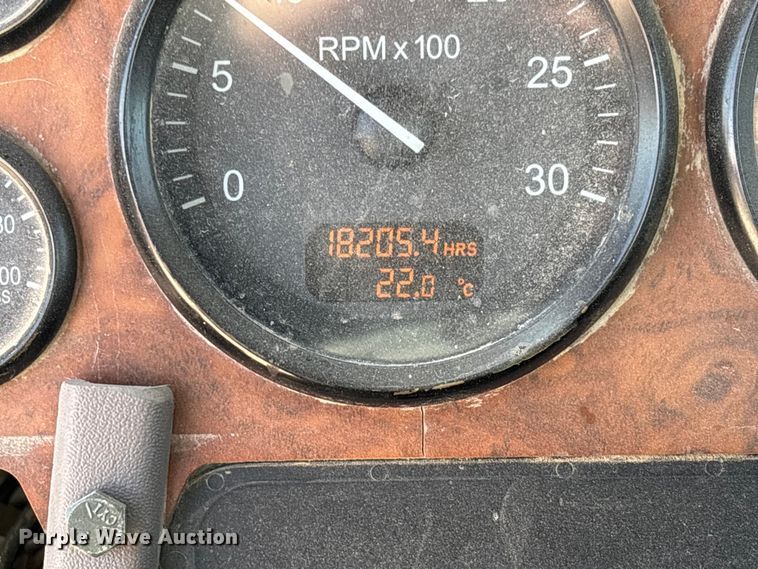 RPM x 100
5
25
0
30
18205.4 HRS
22.0 °C
Purple Wave Auction